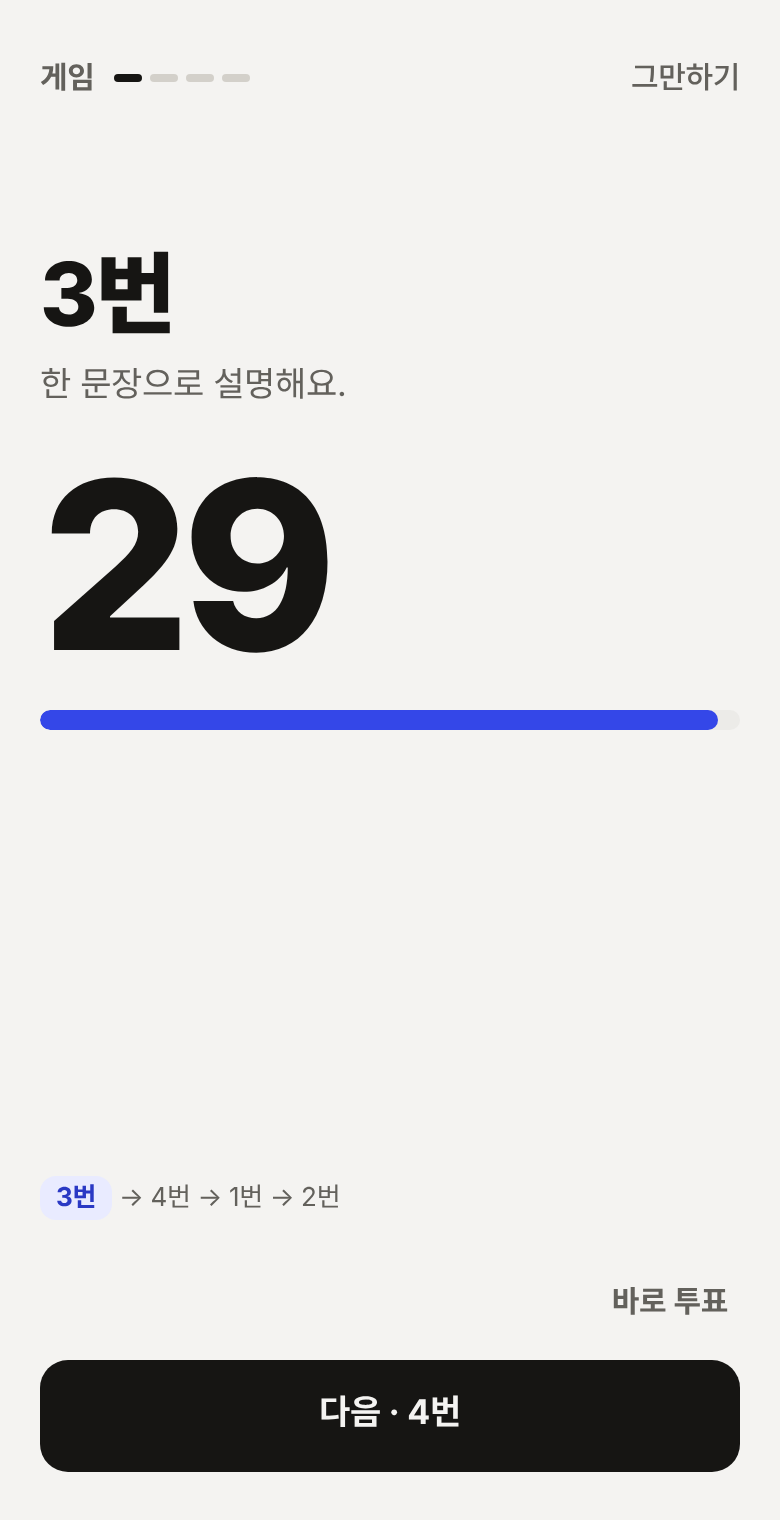 게임
그만하기
3번
한 문장으로 설명해요.
29
3번 → 4번 → 1번 → 2번
바로 투표
다음 · 4번